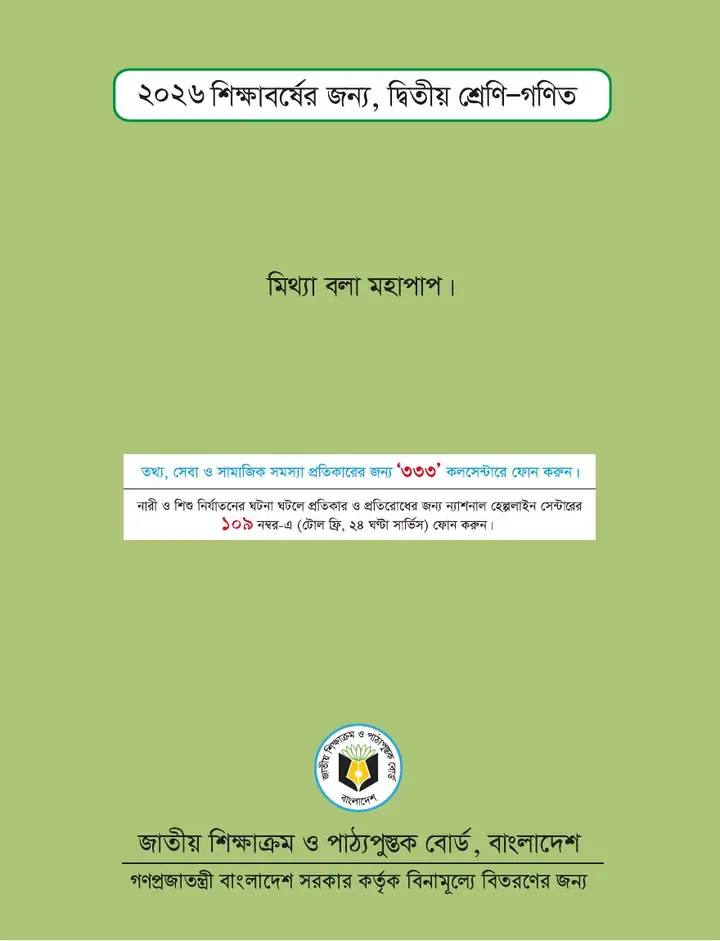 ২০২৬ শিক্ষাবর্ষের জন্য, দ্বিতীয় শ্রেণি–গণিত
মিথ্যা বলা মহাপাপ।
তথ্য, সেবা ও সামাজিক সমস্যা প্রতিকারের জন্য ‘৩৩৩’ কলসেন্টারে ফোন করুন।
নারী ও শিশু নির্যাতনের ঘটনা ঘটলে প্রতিকার ও প্রতিরোধের জন্য ন্যাশনাল হেল্পলাইন সেন্টারের
১০৯ নম্বর-এ (টোল ফ্রি, ২৪ ঘণ্টা সার্ভিস) ফোন করুন।
জাতীয় শিক্ষাক্রম ও পাঠ্যপুস্তক বোর্ড
বাংলাদেশ
জাতীয় শিক্ষাক্রম ও পাঠ্যপুস্তক বোর্ড, বাংলাদেশ
গণপ্রজাতন্ত্রী বাংলাদেশ সরকার কর্তৃক বিনামূল্যে বিতরণের জন্য